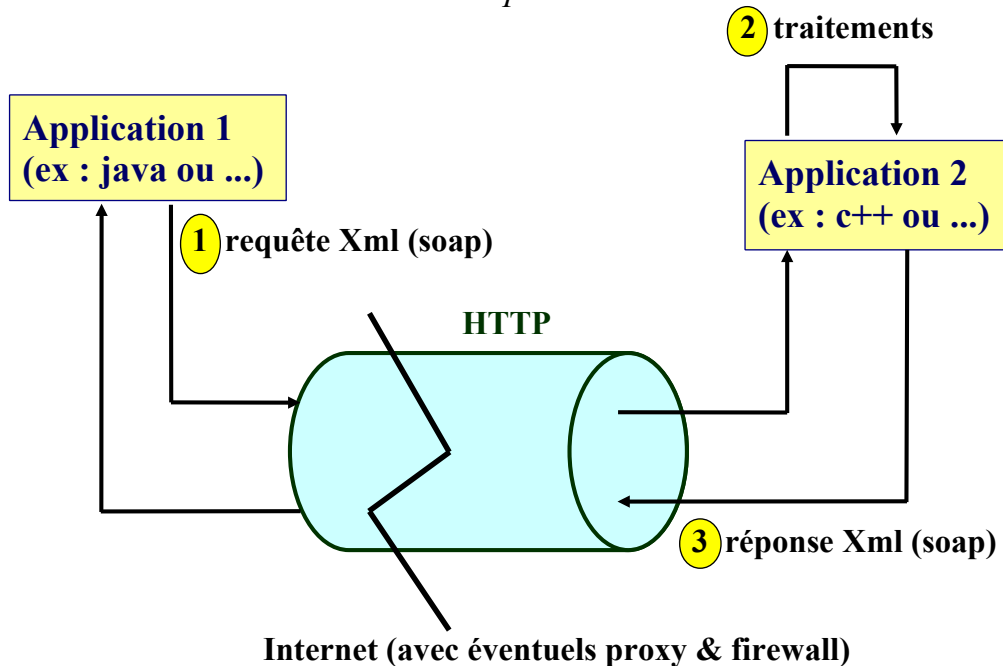 2 traitements
Application 1
(ex : java ou ...)
Application 2
(ex : c++ ou ...)
1 requête Xml (soap)
HTTP
3 réponse Xml (soap)
Internet (avec éventuels proxy & firewall)